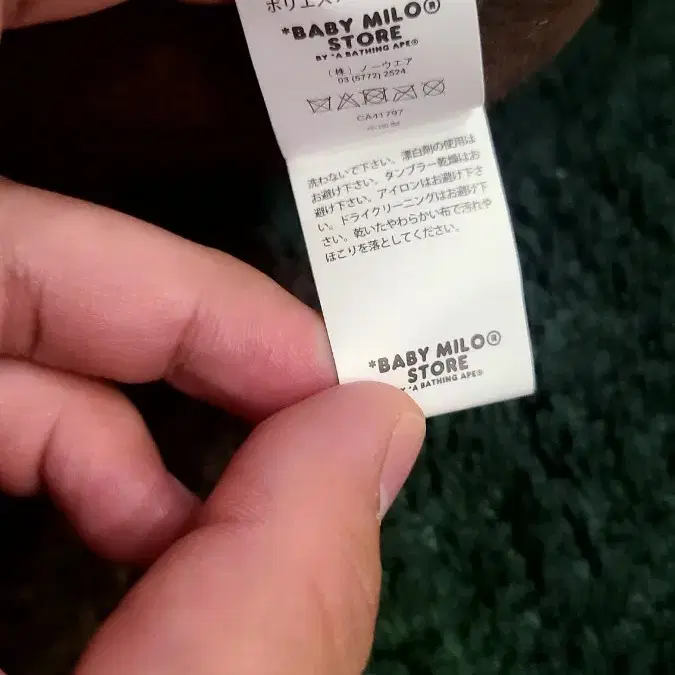 ポリエス
*BABY MILO®
STORE
BY *A BATHING APE®
(株)ノーウェア
03 (5772) 2524
CA41797
洗わないで下さい。漂白剤の使用は
お避け下さい。タンブラー乾燥はお
避け下さい。アイロンはお避け下さ
い。ドライクリーニングはお避け下
さい。乾いたやわらかい布で汚れや
ほこりを落としてください。
*BABY MILO®
STORE
BY *A BATHING APE®